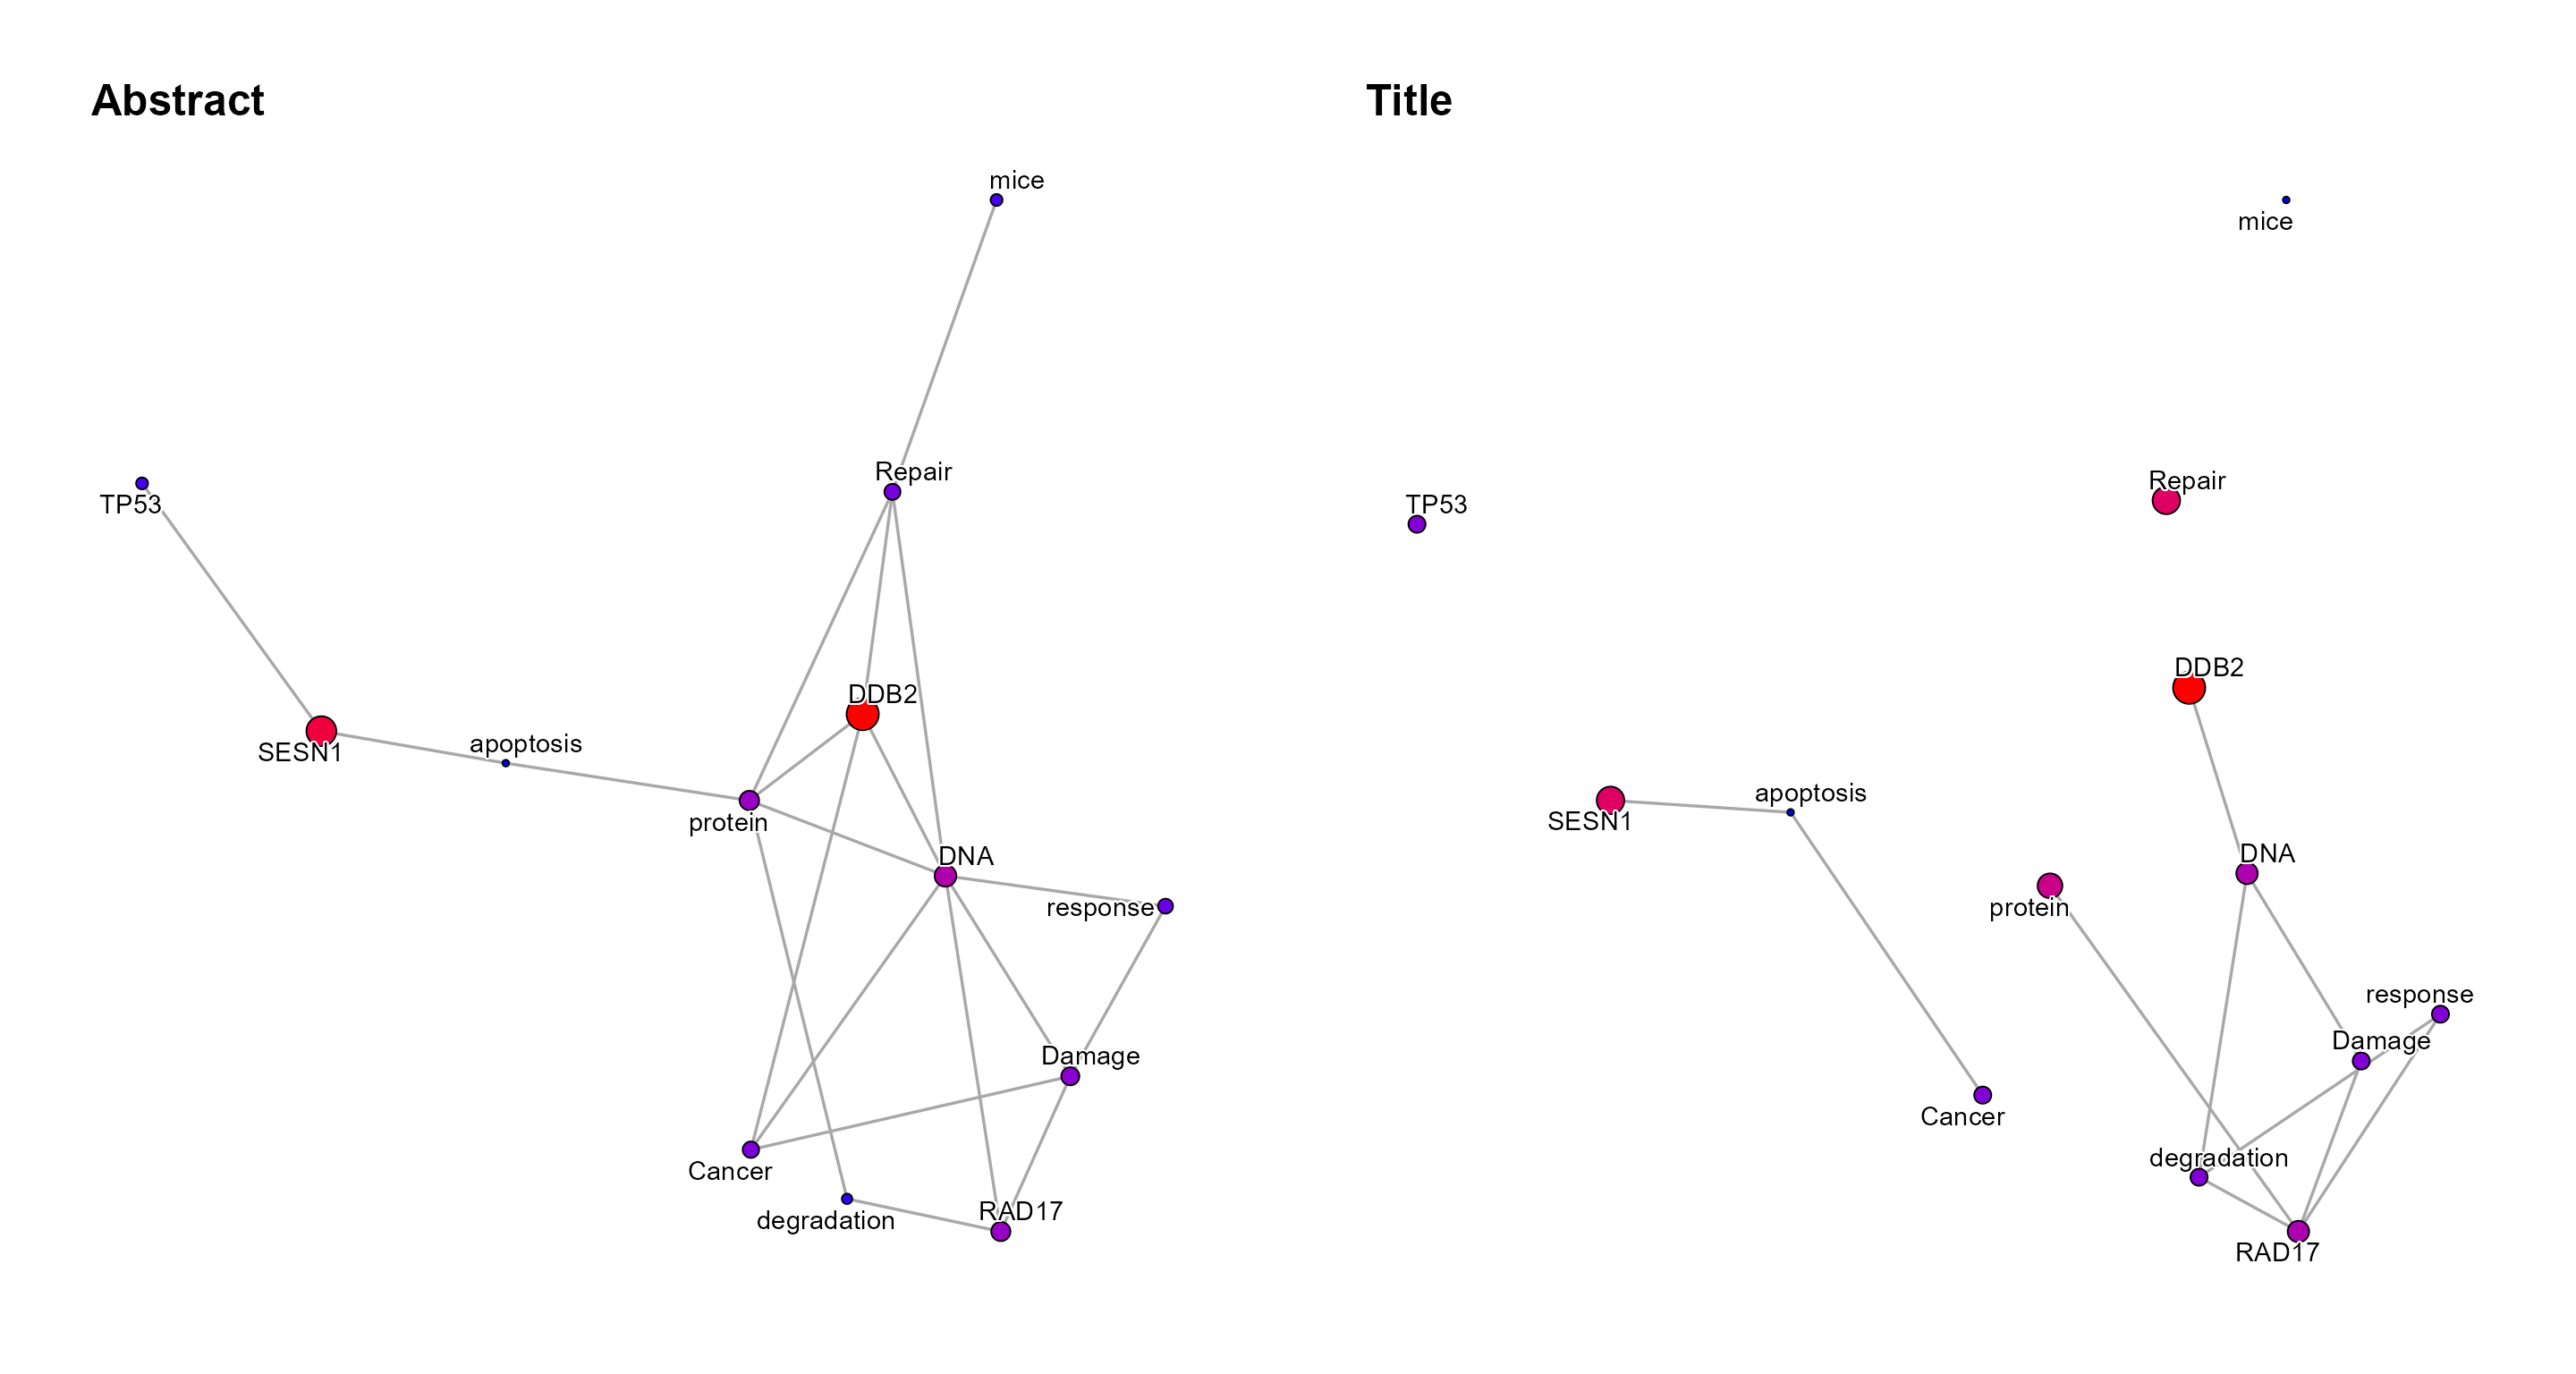 Abstract
mice
Repair
TP53
DDB2
SESN1
apoptosis
protein
DNA
response
Damage
Cancer
degradation
RAD17
Title
mice
Repair
TP53
DDB2
apoptosis
SESN1
DNA
protein
response
Damage
Cancer
degradation
RAD17